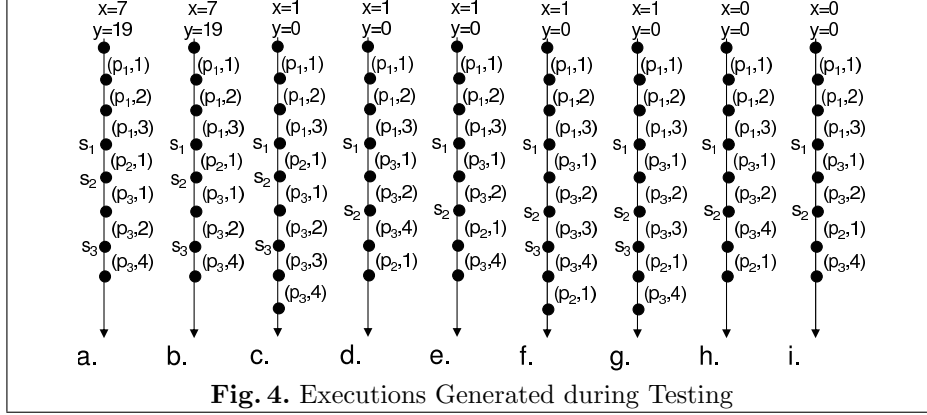 x=7 x=7 x=1 x=1 x=1 x=1 x=1 x=0 x=0
y=19 y=19 y=0 y=0 y=0 y=0 y=0 y=0 y=0
(p₁,1) (p₁,1) (p₁,1) (p₁,1) (p₁,1) (p₁,1) (p₁,1) (p₁,1) (p₁,1)
(p₁,2) (p₁,2) (p₁,2) (p₁,2) (p₁,2) (p₁,2) (p₁,2) (p₁,2) (p₁,2)
(p₁,3) (p₁,3) (p₁,3) (p₁,3) (p₁,3) (p₁,3) (p₁,3) (p₁,3) (p₁,3)
s₁ s₁ s₁ s₁ s₁ s₁ s₁ s₁ s₁
(p₂,1) (p₂,1) (p₂,1) (p₃,1) (p₃,1) (p₃,1) (p₃,1) (p₃,1) (p₃,1)
s₂ s₂ s₂
(p₃,1) (p₃,1) (p₃,1) (p₃,2) (p₃,2) (p₃,2) (p₃,2) (p₃,2) (p₃,2)
s₂ s₂ s₂ s₂ s₂ s₂
(p₃,2) (p₃,2) (p₃,2) (p₃,4) (p₂,1) (p₃,3) (p₃,3) (p₃,4) (p₂,1)
s₃ s₃ s₃ s₃ s₃
(p₃,4) (p₃,4) (p₃,3) (p₂,1) (p₃,4) (p₃,4) (p₂,1) (p₂,1) (p₃,4)
(p₃,4) (p₂,1) (p₃,4)
a. b. c. d. e. f. g. h. i.
Fig. 4. Executions Generated during Testing